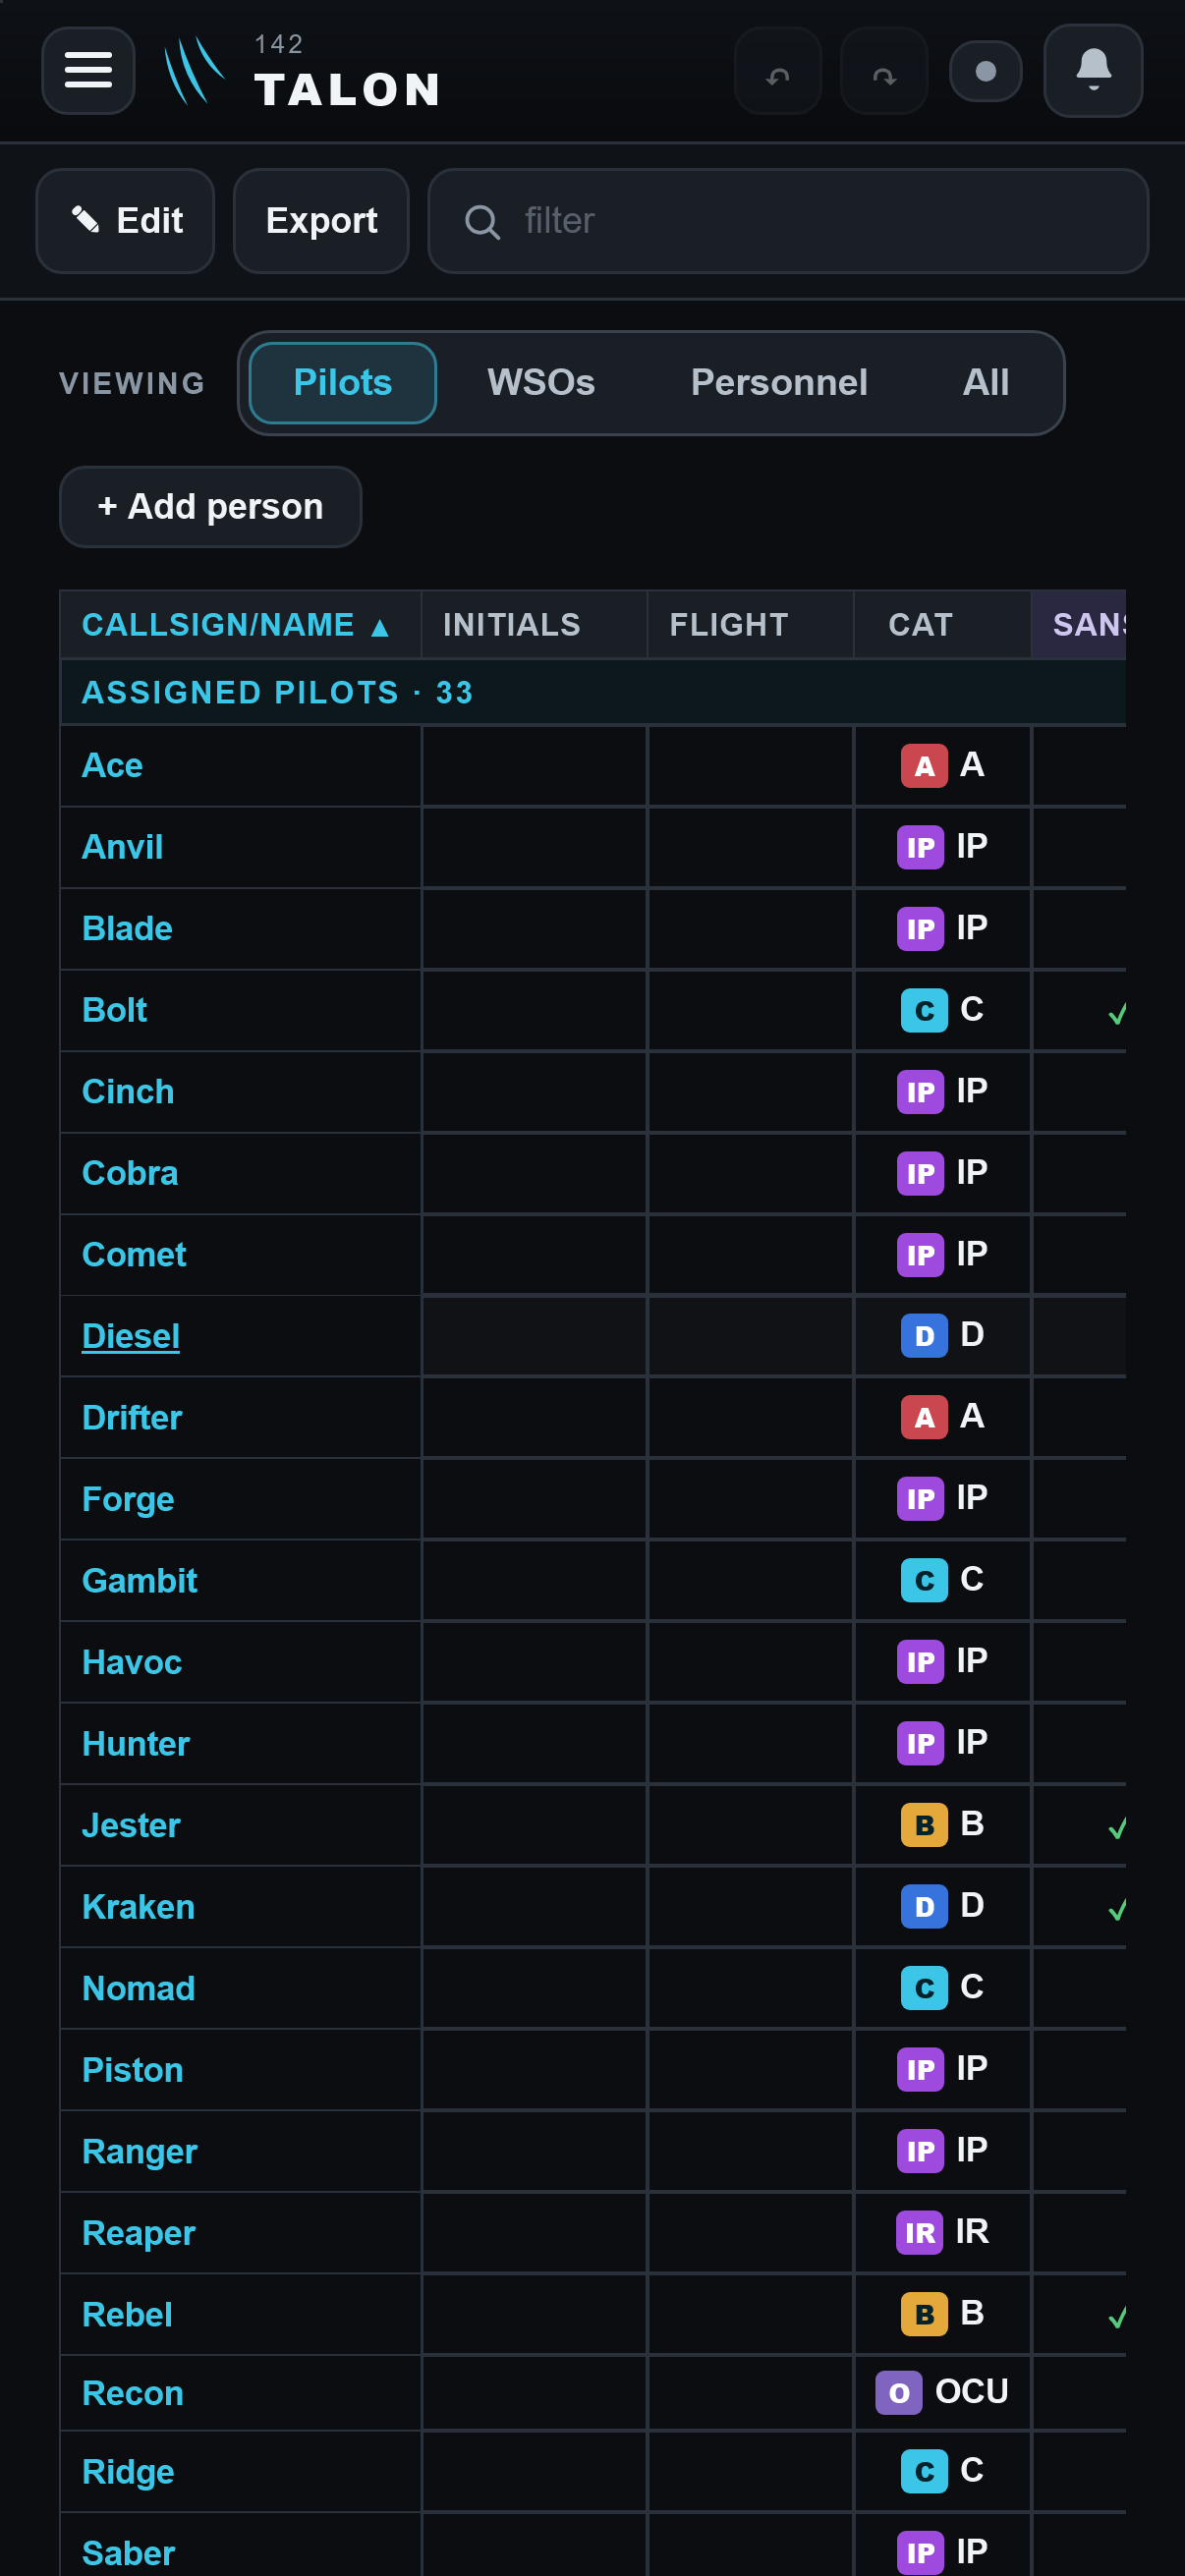 142
TALON
Edit
Export
filter
VIEWING
Pilots
WSOs
Personnel
All
+ Add person
CALLSIGN/NAME ▲ INITIALS FLIGHT CAT
ASSIGNED PILOTS · 33
Ace A A
Anvil IP IP
Blade IP IP
Bolt C C ✓
Cinch IP IP
Cobra IP IP
Comet IP IP
Diesel D D
Drifter A A
Forge IP IP
Gambit C C
Havoc IP IP
Hunter IP IP
Jester B B ✓
Kraken D D ✓
Nomad C C
Piston IP IP
Ranger IP IP
Reaper IR IR
Rebel B B ✓
Recon O OCU
Ridge C C
Saber IP IP